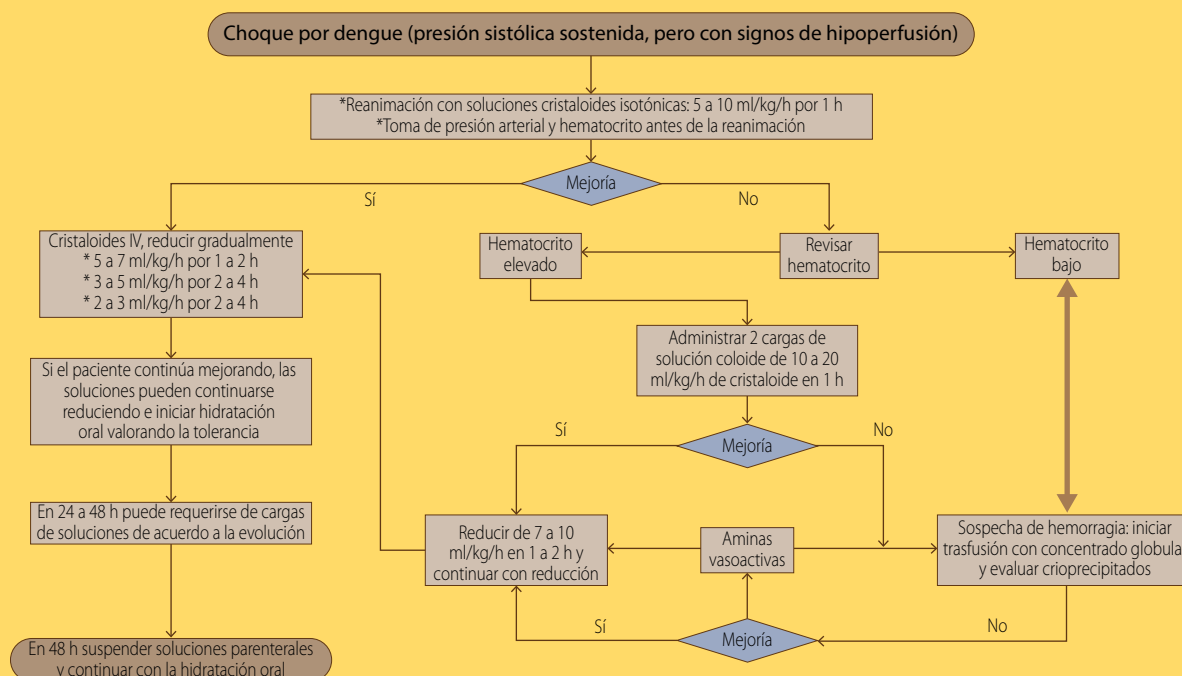 Choque por dengue (presión sistólica sostenida, pero con signos de hipoperfusión)
*Reanimación con soluciones cristaloides isotónicas: 5 a 10 ml/kg/h por 1 h
*Toma de presión arterial y hematocrito antes de la reanimación
Mejoría
Sí
No
Cristaloides IV, reducir gradualmente
* 5 a 7 ml/kg/h por 1 a 2 h
* 3 a 5 ml/kg/h por 2 a 4 h
* 2 a 3 ml/kg/h por 2 a 4 h
Hematocrito
elevado
Revisar
hematocrito
Hematocrito
bajo
Administrar 2 cargas de
solución coloide de 10 a 20
ml/kg/h de cristaloide en 1 h
Si el paciente continúa mejorando, las
soluciones pueden continuarse
reduciendo e iniciar hidratación
oral valorando la tolerancia
Sí
Mejoría
No
En 24 a 48 h puede requerirse de cargas
de soluciones de acuerdo a la evolución
Reducir de 7 a 10
ml/kg/h en 1 a 2 h y
continuar con reducción
Aminas
vasoactivas
Sospecha de hemorragia: iniciar
trasfusión con concentrado globula
y evaluar crioprecipitados
Sí
Mejoría
No
En 48 h suspender soluciones parenterales
y continuar con la hidratación oral